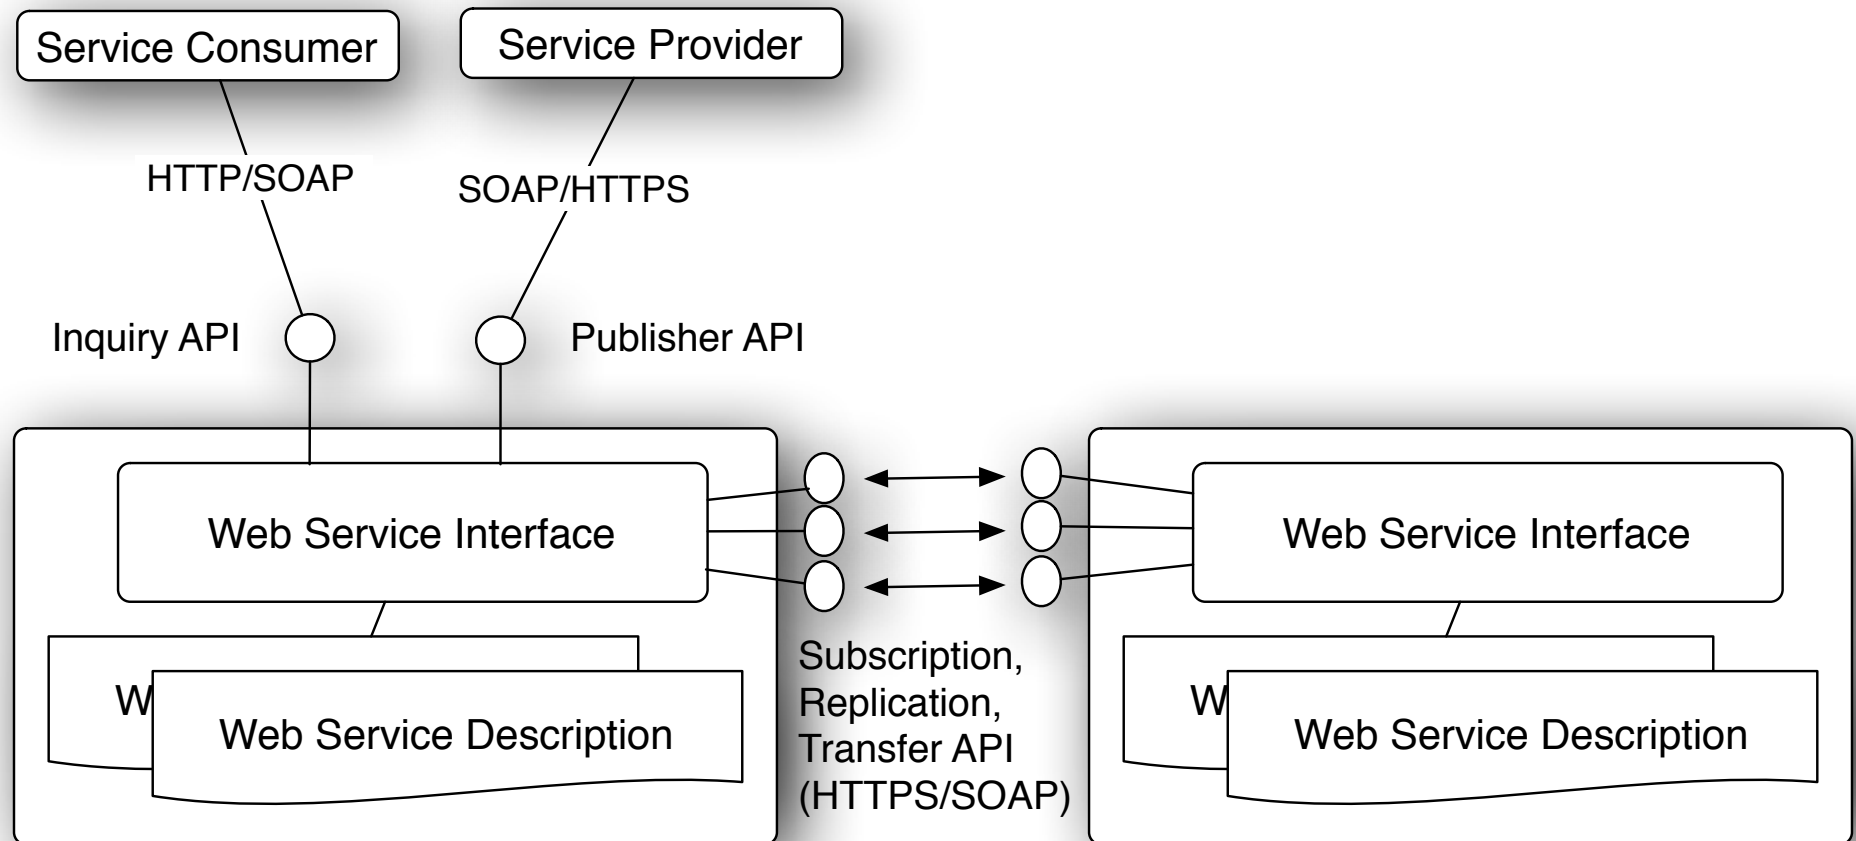 Service Consumer
Service Provider
HTTP/SOAP
SOAP/HTTPS
Inquiry API
Publisher API
Web Service Interface
Web Service Interface
W
Web Service Description
Subscription,
Replication,
Transfer API
(HTTPS/SOAP)
W
Web Service Description